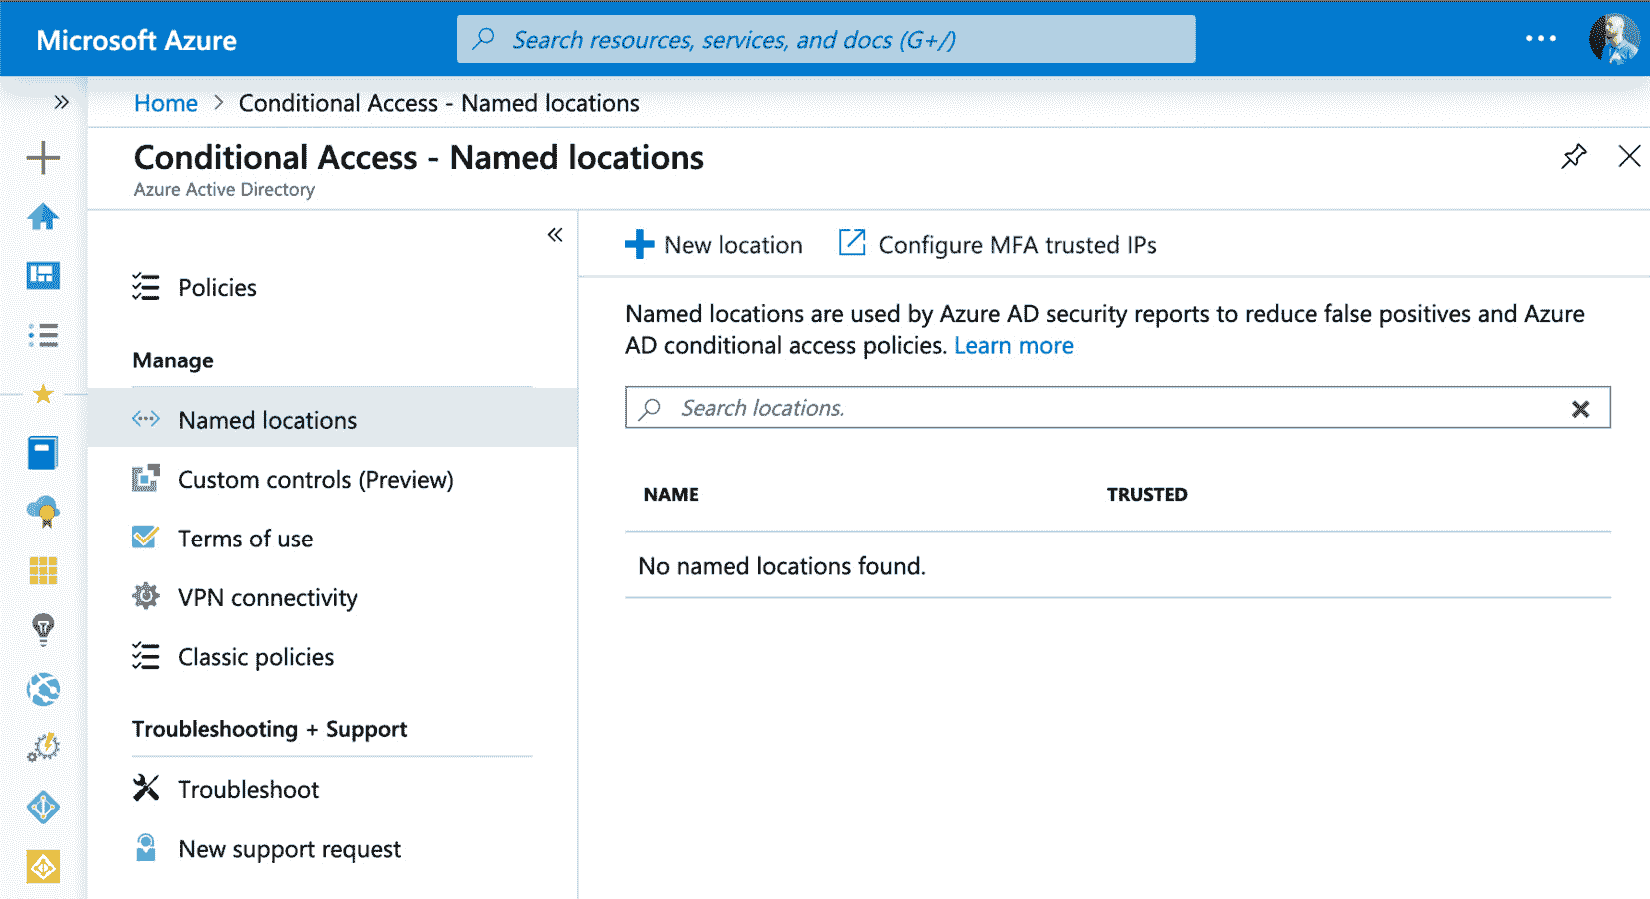 Microsoft Azure
Search resources, services, and docs (G+/)
Home > Conditional Access - Named locations
Conditional Access - Named locations
Azure Active Directory
Policies
Manage
Named locations
Custom controls (Preview)
Terms of use
VPN connectivity
Classic policies
Troubleshooting + Support
Troubleshoot
New support request
New location
Configure MFA trusted IPs
Named locations are used by Azure AD security reports to reduce false positives and Azure
AD conditional access policies. Learn more
Search locations.
NAME TRUSTED
No named locations found.